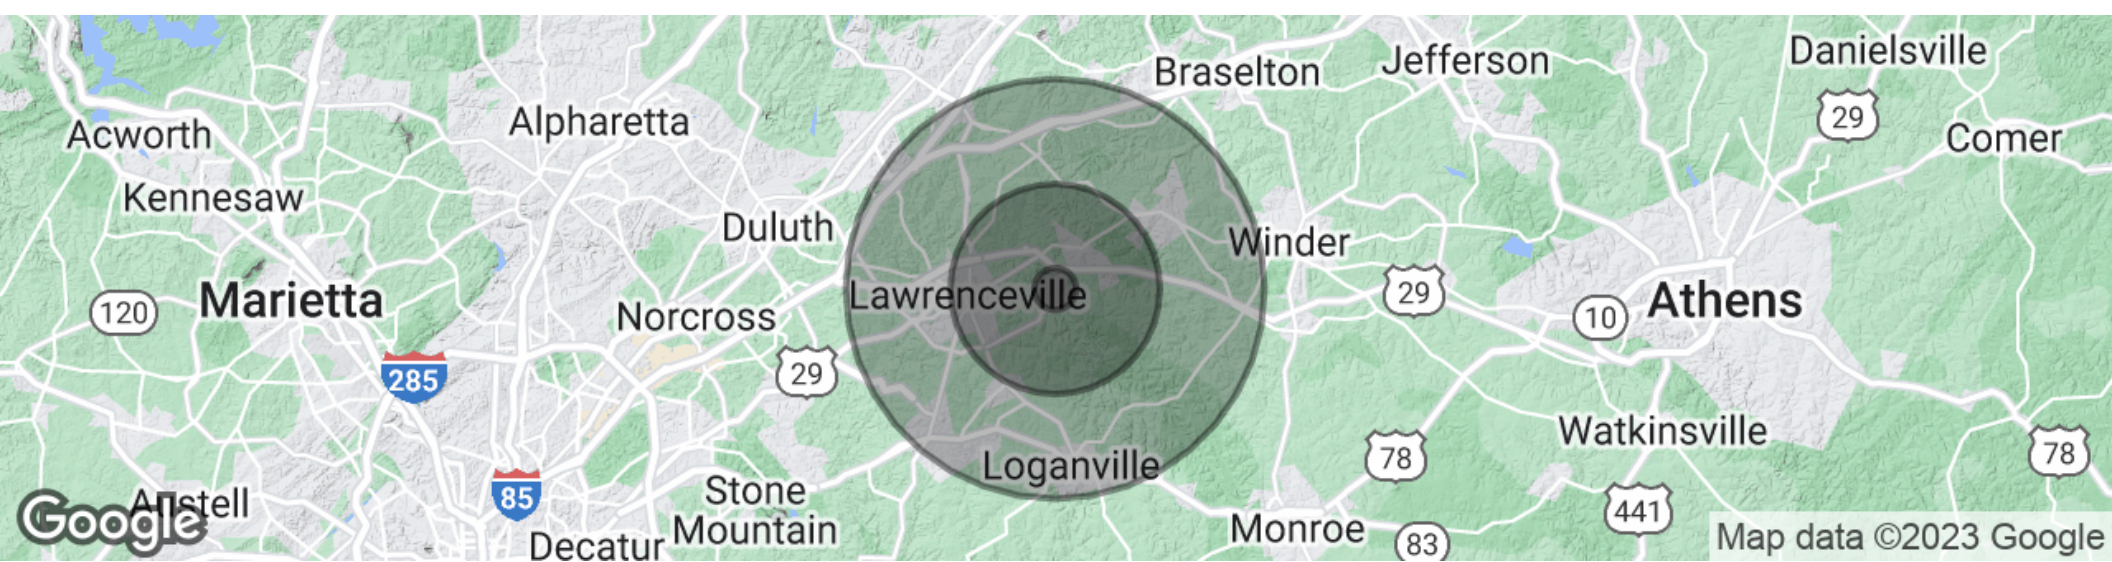 Danielsville
Jefferson
Braselton
29
Alpharetta
Acworth
Comer
Kennesaw
Duluth
Winder
Marietta
120
Lawrenceville
29
Athens
10
Norcross
285
29
Watkinsville
78
78
Loganville
85
Stone
Mountain
Austell
441
Monroe
83
Decatur
Google
Map data ©2023 Google